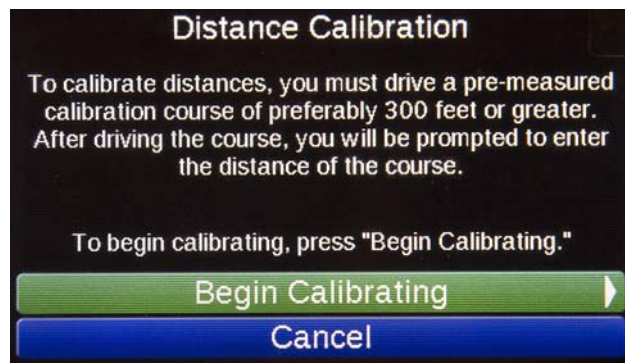 Distance Calibration
To calibrate distances, you must drive a pre-measured
calibration course of preferably 300 feet or greater.
After driving the course, you will be prompted to enter
the distance of the course.
To begin calibrating, press "Begin Calibrating."
Begin Calibrating
Cancel